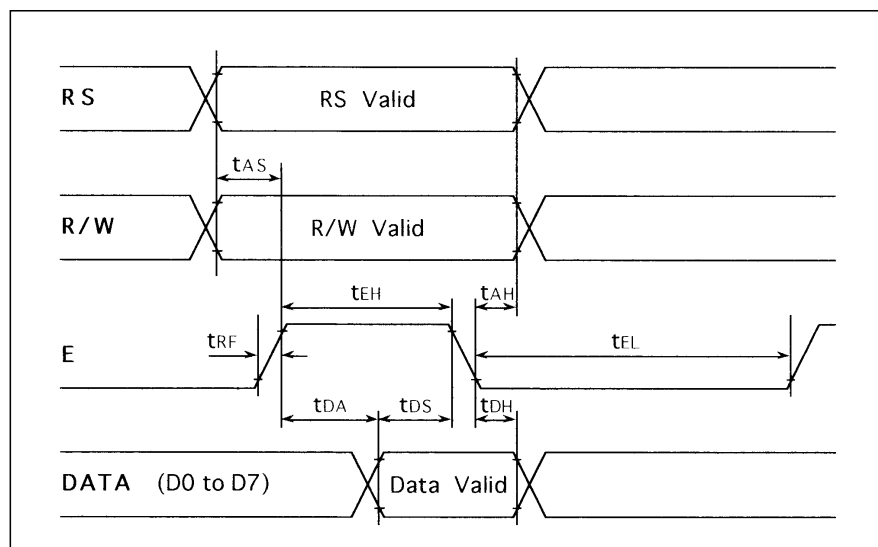 RS RS Valid
tAS
R/W R/W Valid
tEH tAH
E tRF tEL
tDA tDS tDH
DATA (D0 to D7) Data Valid